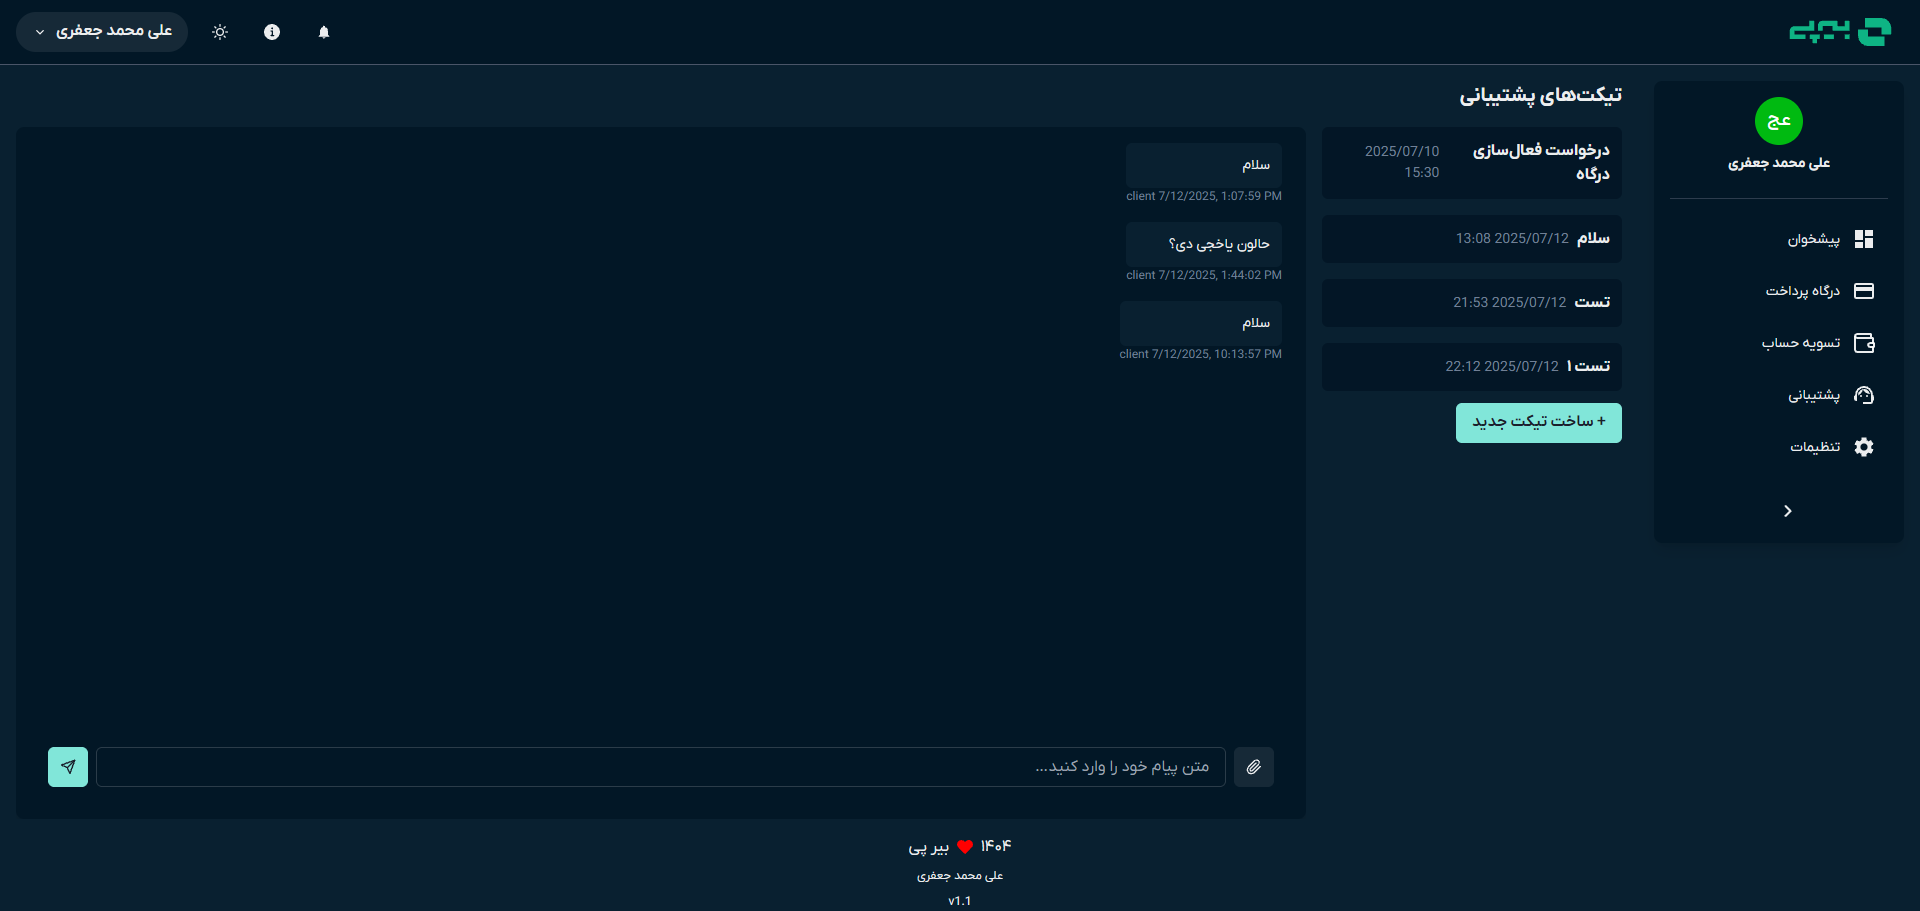 بیپی
علی محمد جعفری
عج
علی محمد جعفری
پیشخوان
درگاه پرداخت
تسویه حساب
پشتیبانی
تنظیمات
تیکت‌های پشتیبانی
درخواست فعال‌سازی درگاه
2025/07/10
15:30
سلام 2025/07/12 13:08
تست 2025/07/12 21:53
تست ۱ 2025/07/12 22:12
+ ساخت تیکت جدید
سلام
client 7/12/2025, 1:07:59 PM
حالون یاخجی دی؟
client 7/12/2025, 1:44:02 PM
سلام
client 7/12/2025, 10:13:57 PM
متن پیام خود را وارد کنید...
۱۴۰۴ ❤ بیر پی
علی محمد جعفری
v1.1